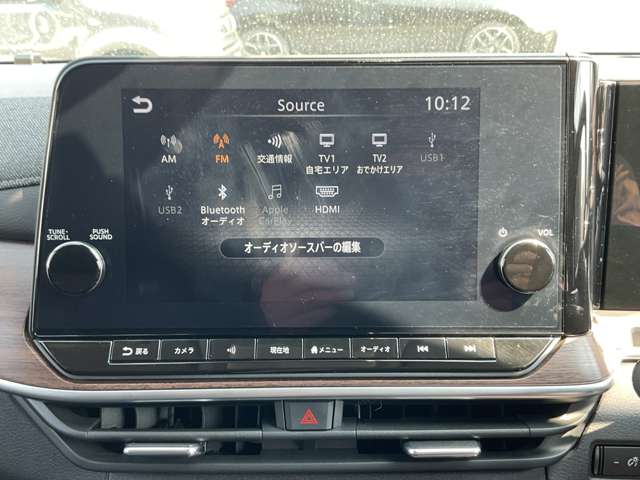 Source
10:12
AM
FM
交通情報
TV1
自宅エリア
TV2
おでかけエリア
USB1
USB2
Bluetooth
オーディオ
Apple
CarPlay
HDMI
オーディオソースバーの編集
TUNE·
SCROLL
PUSH
SOUND
VOL
戻る
カメラ
現在地
メニュー
オーディオ